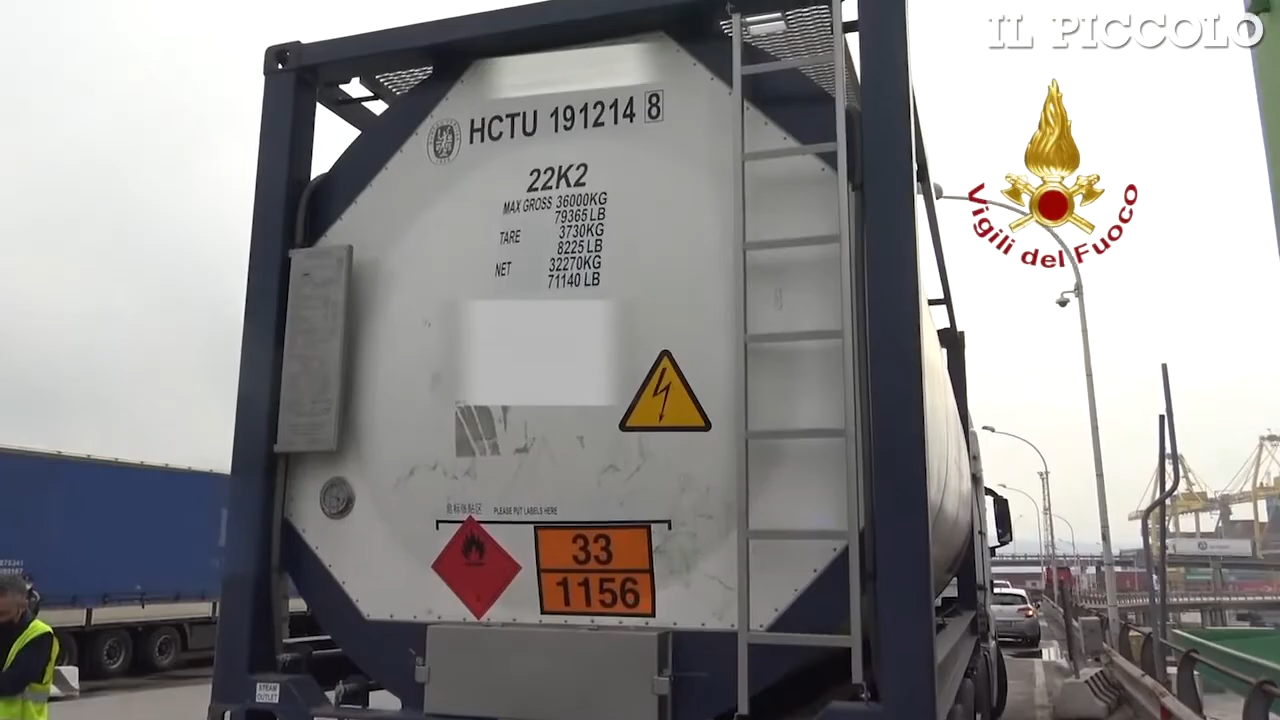 IL PICCOLO
HCTU 191214 8
22K2
MAX GROSS 36000KG
79365 LB
TARE 3730KG
8225 LB
NET 32270KG
71140 LB
Vigili del Fuoco
PLEASE PUT LABELS HERE
33
1156
STEAM
OUTLET